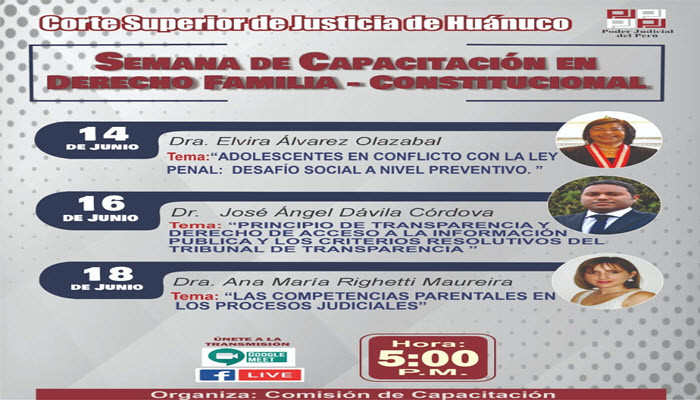 Corte Superior de Justicia de Huánuco
Poder Judicial
del Perú
SEMANA DE CAPACITACIÓN EN
DERECHO FAMILIA - CONSTITUCIONAL
14
DE JUNIO
Dra. Elvira Álvarez Olazabal
Tema:“ADOLESCENTES EN CONFLICTO CON LA LEY
PENAL: DESAFÍO SOCIAL A NIVEL PREVENTIVO. ”
16
DE JUNIO
Dr. José Ángel Dávila Córdova
Tema: “PRINCIPIO DE TRANSPARENCIA Y
DERECHO DE ACCESO A LA INFORMACIÓN
PUBLICA Y LOS CRITERIOS RESOLUTIVOS DEL
TRIBUNAL DE TRANSPARENCIA ”
18
DE JUNIO
Dra. Ana María Righetti Maureira
Tema: “LAS COMPETENCIAS PARENTALES EN
LOS PROCESOS JUDICIALES”
ÚNETE A LA
TRANSMISIÓN
GOOGLE
MEET
f LIVE
Hora:
5:00
P.M.
Organiza: Comisión de Capacitación